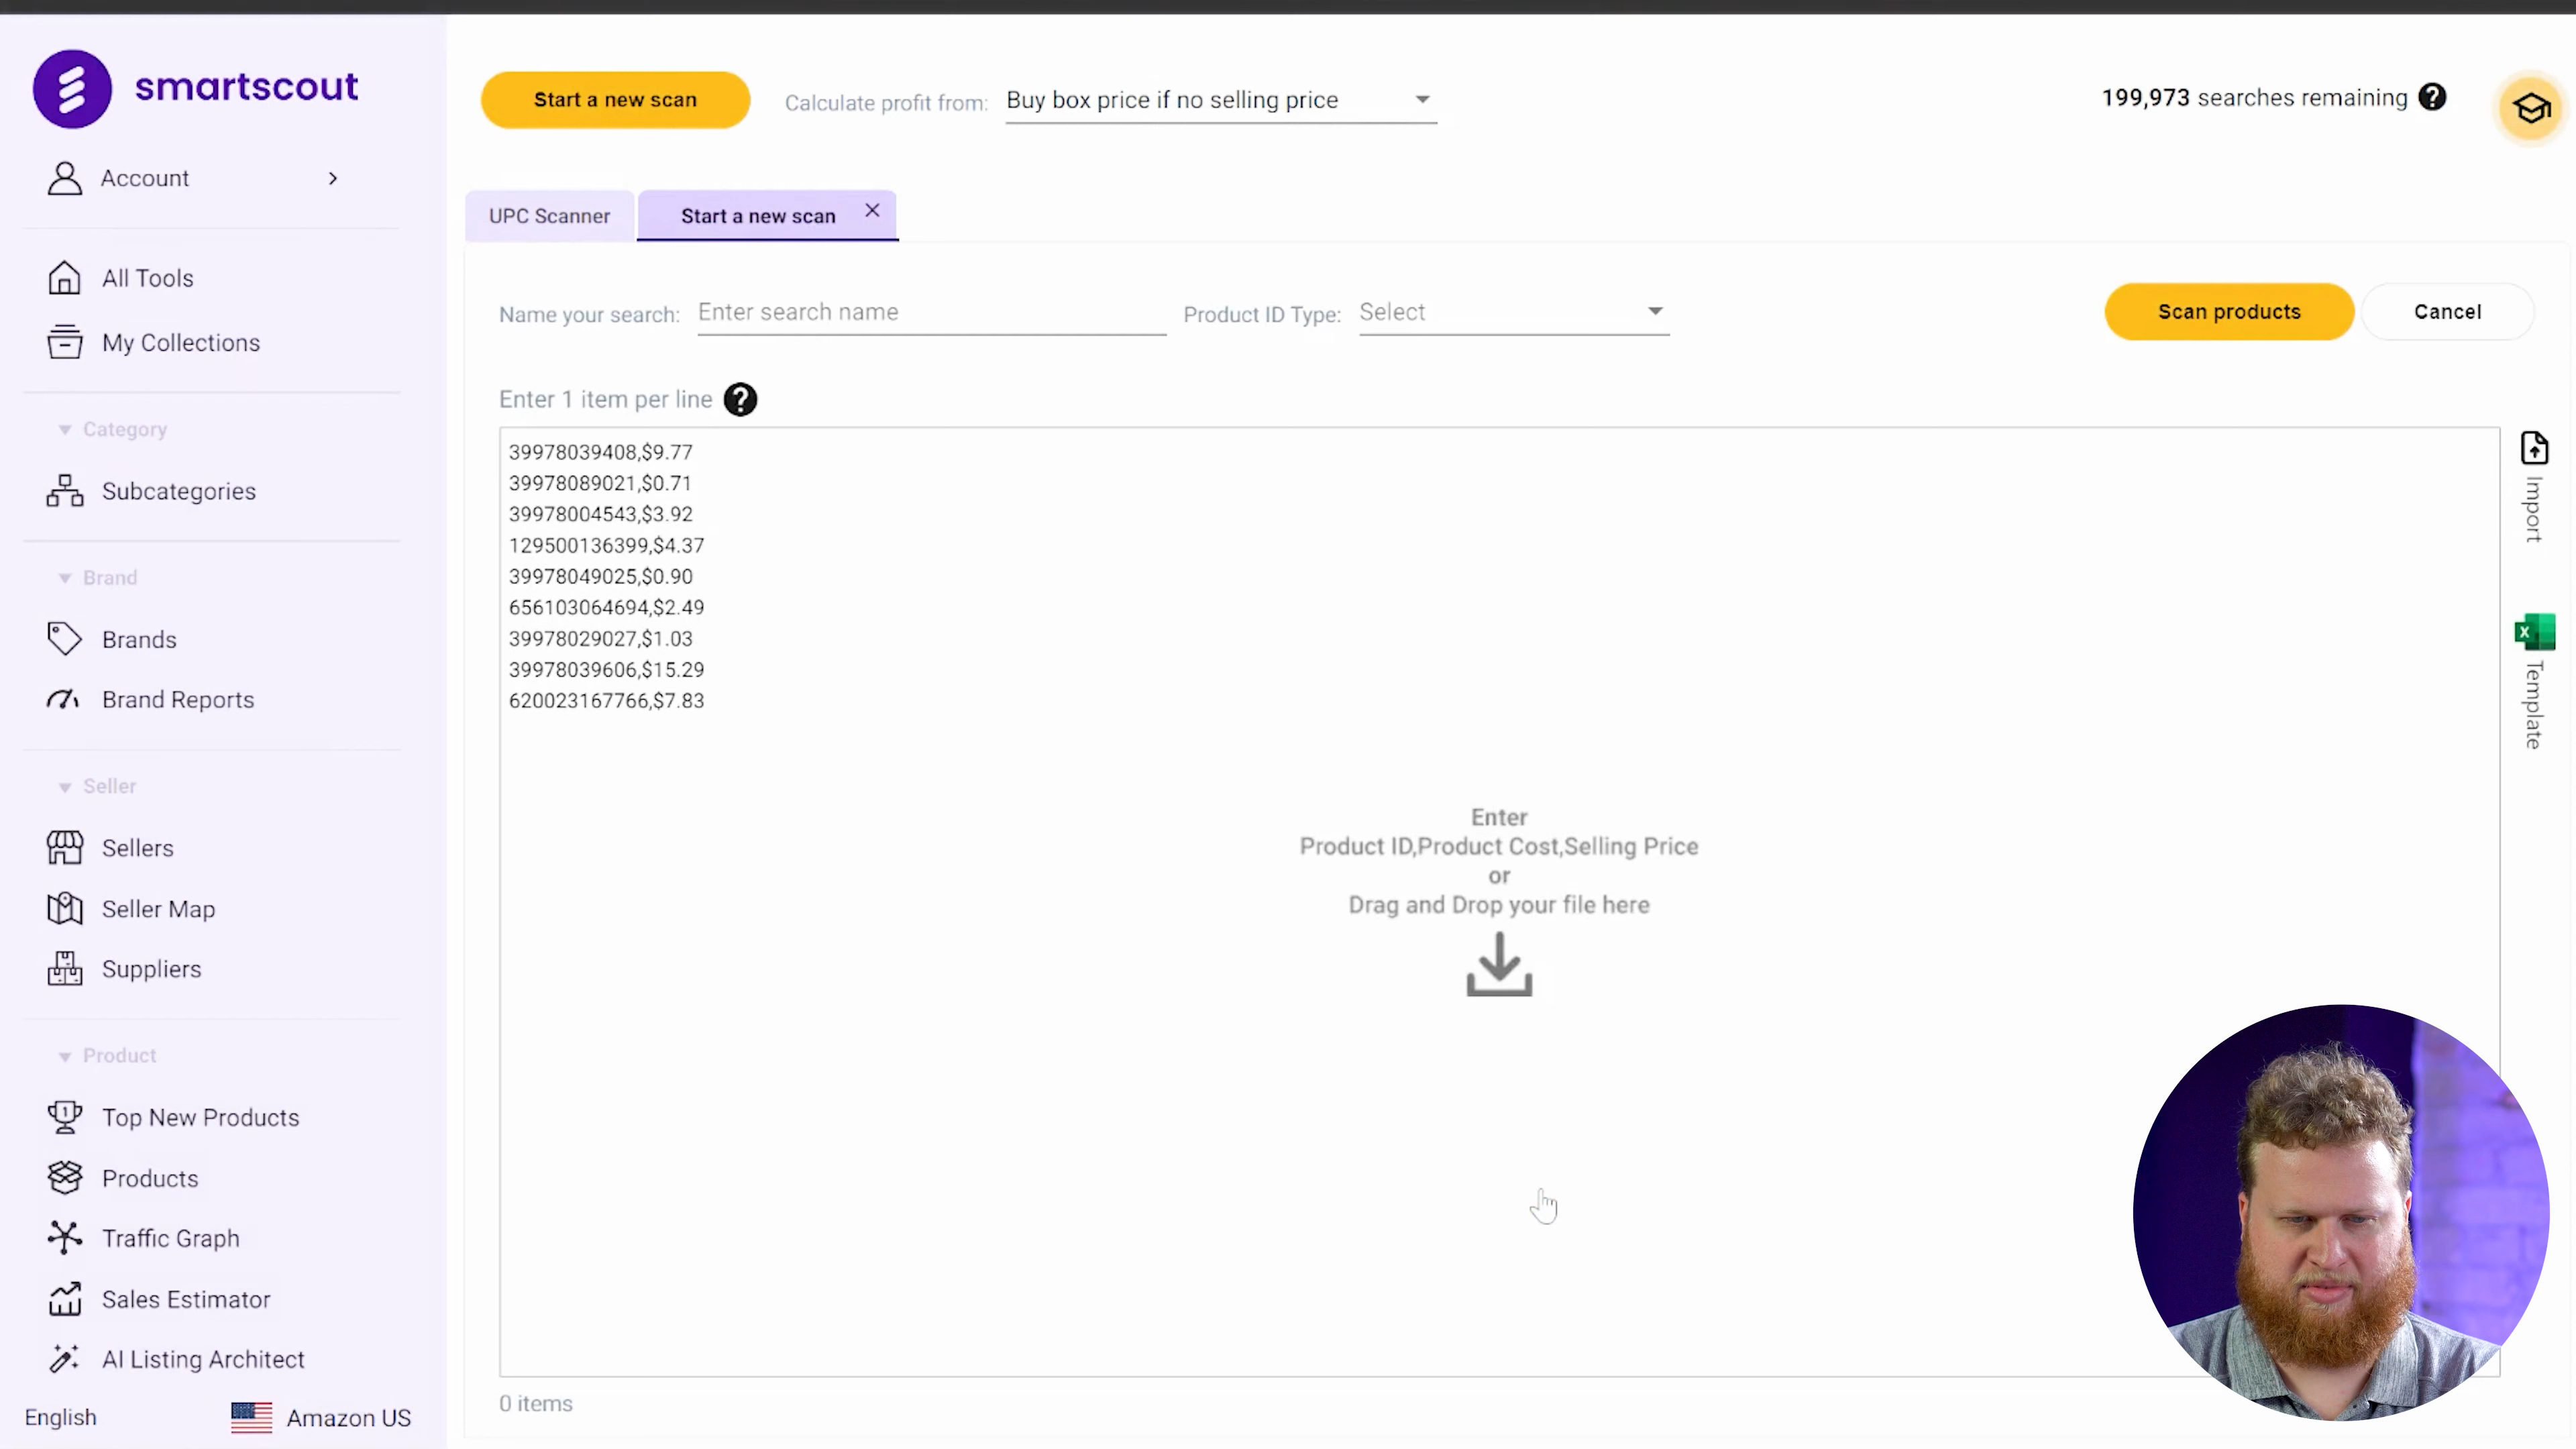 smartscout
Account
All Tools
My Collections
Category
Subcategories
Brand
Brands
Brand Reports
Seller
Sellers
Seller Map
Suppliers
Product
Top New Products
Products
Traffic Graph
Sales Estimator
AI Listing Architect
English
Amazon US
Start a new scan
Calculate profit from: Buy box price if no selling price
199,973 searches remaining ?
UPC Scanner
Start a new scan
Name your search: Enter search name
Product ID Type: Select
Scan products
Cancel
Enter 1 item per line ?
39978039408,$9.77
39978089021,$0.71
39978004543,$3.92
129500136399,$4.37
39978049025,$0.90
656103064694,$2.49
39978029027,$1.03
39978039606,$15.29
620023167766,$7.83
Enter
Product ID,Product Cost,Selling Price
or
Drag and Drop your file here
Import
Template
0 items